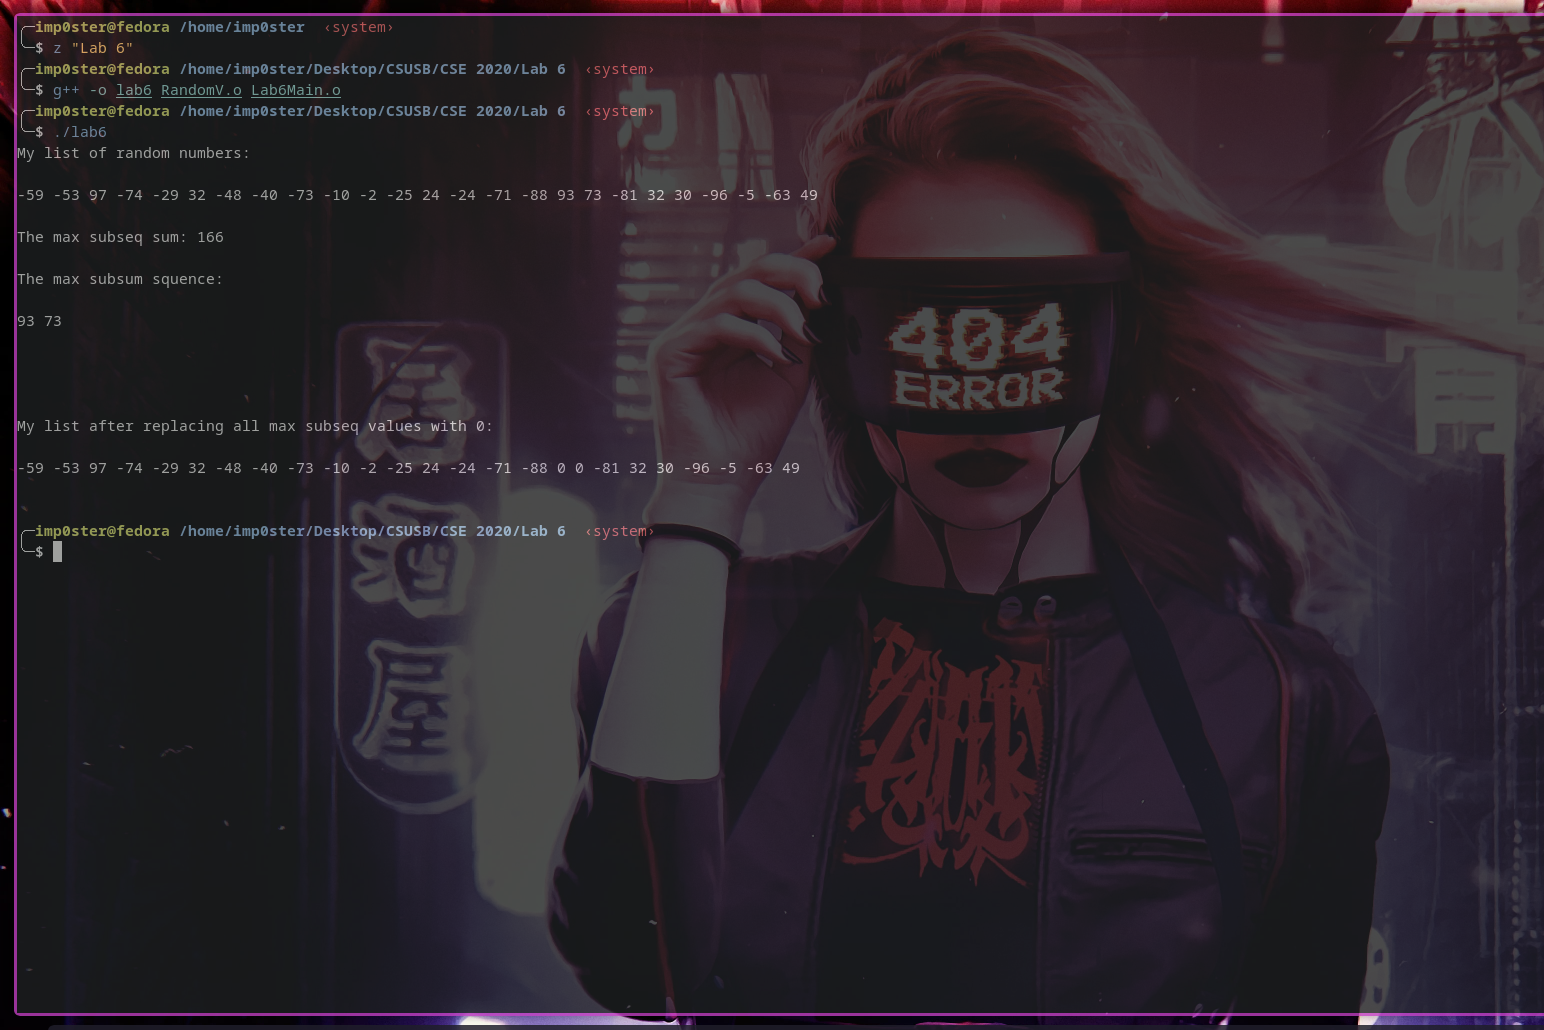 imp0ster@fedora /home/imp0ster ‹system›
$ z "Lab 6"
imp0ster@fedora /home/imp0ster/Desktop/CSUSB/CSE 2020/Lab 6 ‹system›
$ g++ -o lab6 RandomV.o Lab6Main.o
imp0ster@fedora /home/imp0ster/Desktop/CSUSB/CSE 2020/Lab 6 ‹system›
$ ./lab6
My list of random numbers:
-59 -53 97 -74 -29 32 -48 -40 -73 -10 -2 -25 24 -24 -71 -88 93 73 -81 32 30 -96 -5 -63 49
The max subseq sum: 166
The max subsum squence:
93 73
My list after replacing all max subseq values with 0:
-59 -53 97 -74 -29 32 -48 -40 -73 -10 -2 -25 24 -24 -71 -88 0 0 -81 32 30 -96 -5 -63 49
imp0ster@fedora /home/imp0ster/Desktop/CSUSB/CSE 2020/Lab 6 ‹system›
$
404
ERROR
居
酒
屋